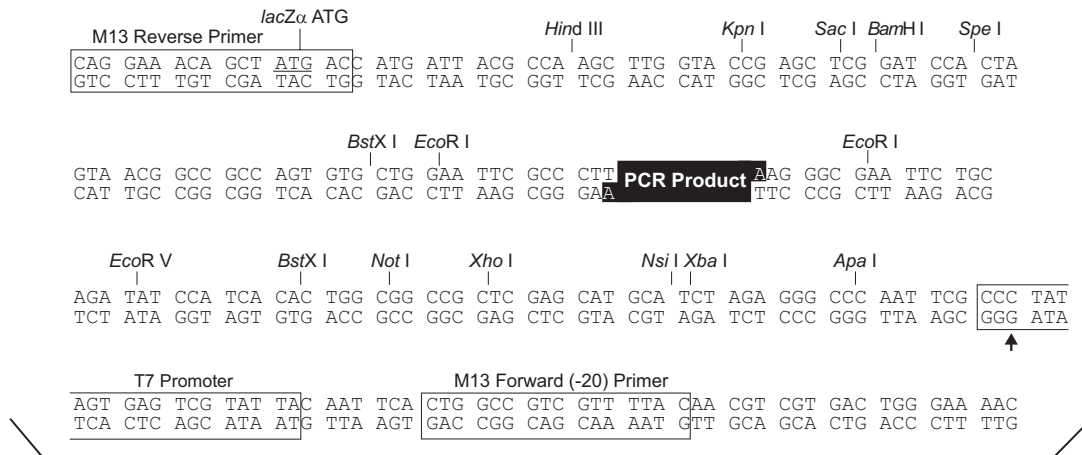 lacZα ATG
M13 Reverse Primer Hind III Kpn I Sac I BamH I Spe I
CAG GAA ACA GCT ATG ACC ATG ATT ACG CCA AGC TTG GTA CCG AGC TCG GAT CCA CTA
GTC CTT TGT CGA TAC TGG TAC TAA TGC GGT TCG AAC CAT GGC TCG AGC CTA GGT GAT
BstX I EcoR I EcoR I
GTA ACG GCC GCC AGT GTG CTG GAA TTC GCC CTT PCR Product AAG GGC GAA TTC TGC
CAT TGC CGG CGG TCA CAC GAC CTT AAG CGG GAA TTC CCG CTT AAG ACG
EcoR V BstX I Not I Xho I Nsi I Xba I Apa I
AGA TAT CCA TCA CAC TGG CGG CCG CTC GAG CAT GCA TCT AGA GGG CCC AAT TCG CCC TAT
TCT ATA GGT AGT GTG ACC GCC GGC GAG CTC GTA CGT AGA TCT CCC GGG TTA AGC GGG ATA
T7 Promoter M13 Forward (-20) Primer
AGT GAG TCG TAT TAC AAT TCA CTG GCC GTC GTT TTA CAA CGT CGT GAC TGG GAA AAC
TCA CTC AGC ATA ATG TTA AGT GAC CGG CAG CAA AAT GTT GCA GCA CTG ACC CTT TTG